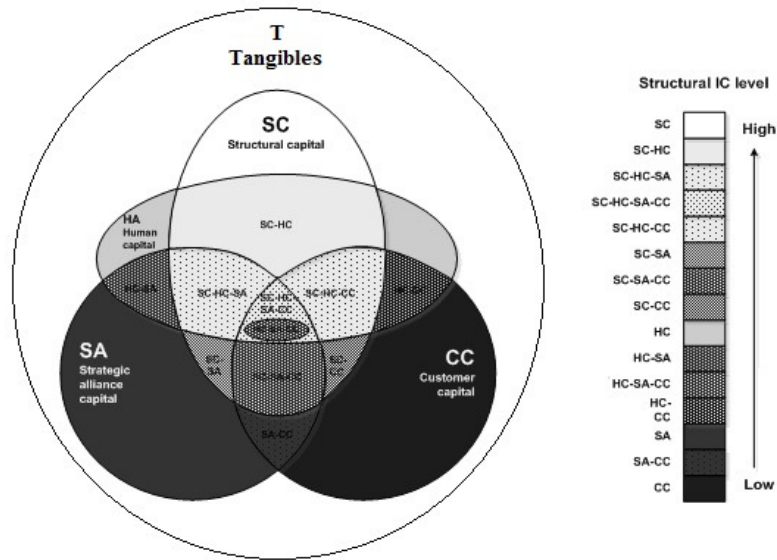 T
Tangibles
SC
Structural capital
HA
Human
capital
SC-HC
HC-SA
SC-HC-SA
SC-HC-
SA-CC
SC-HC-CC
HC-CC
HC-SA-CC
SA
Strategic
alliance
capital
SC-
SA
SC-SA-CC
SC-
CC
CC
Customer
capital
SA-CC
Structural IC level
SC
High
SC-HC
SC-HC-SA
SC-HC-SA-CC
SC-HC-CC
SC-SA
SC-SA-CC
SC-CC
HC
HC-SA
HC-SA-CC
HC-
CC
SA
SA-CC
CC
Low